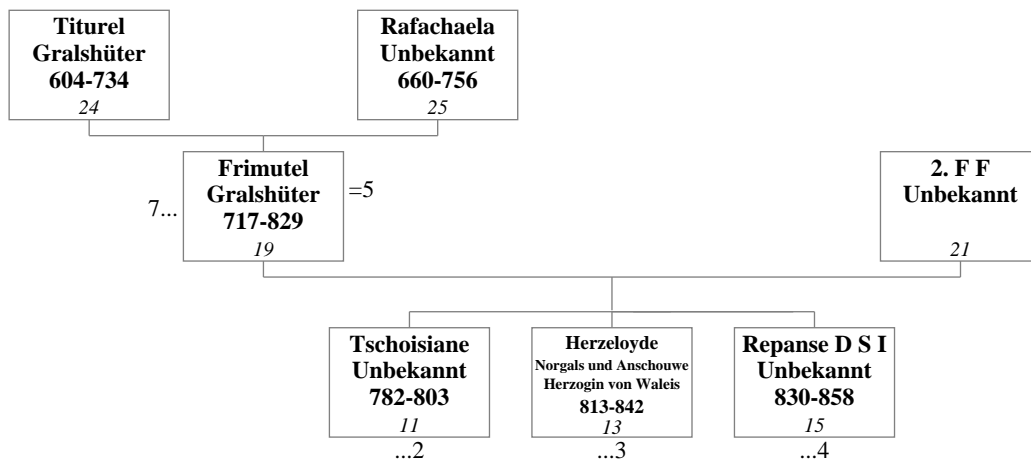 Titurel
Gralshüter
604-734
24
Rafachaela
Unbekannt
660-756
25
7...
Frimutel
Gralshüter
717-829
19
=5
2. F F
Unbekannt
21
Tschoisiane
Unbekannt
782-803
11
...2
Herzeloyde
Norgals und Anschouwe
Herzogin von Waleis
813-842
13
...3
Repanse D S I
Unbekannt
830-858
15
...4